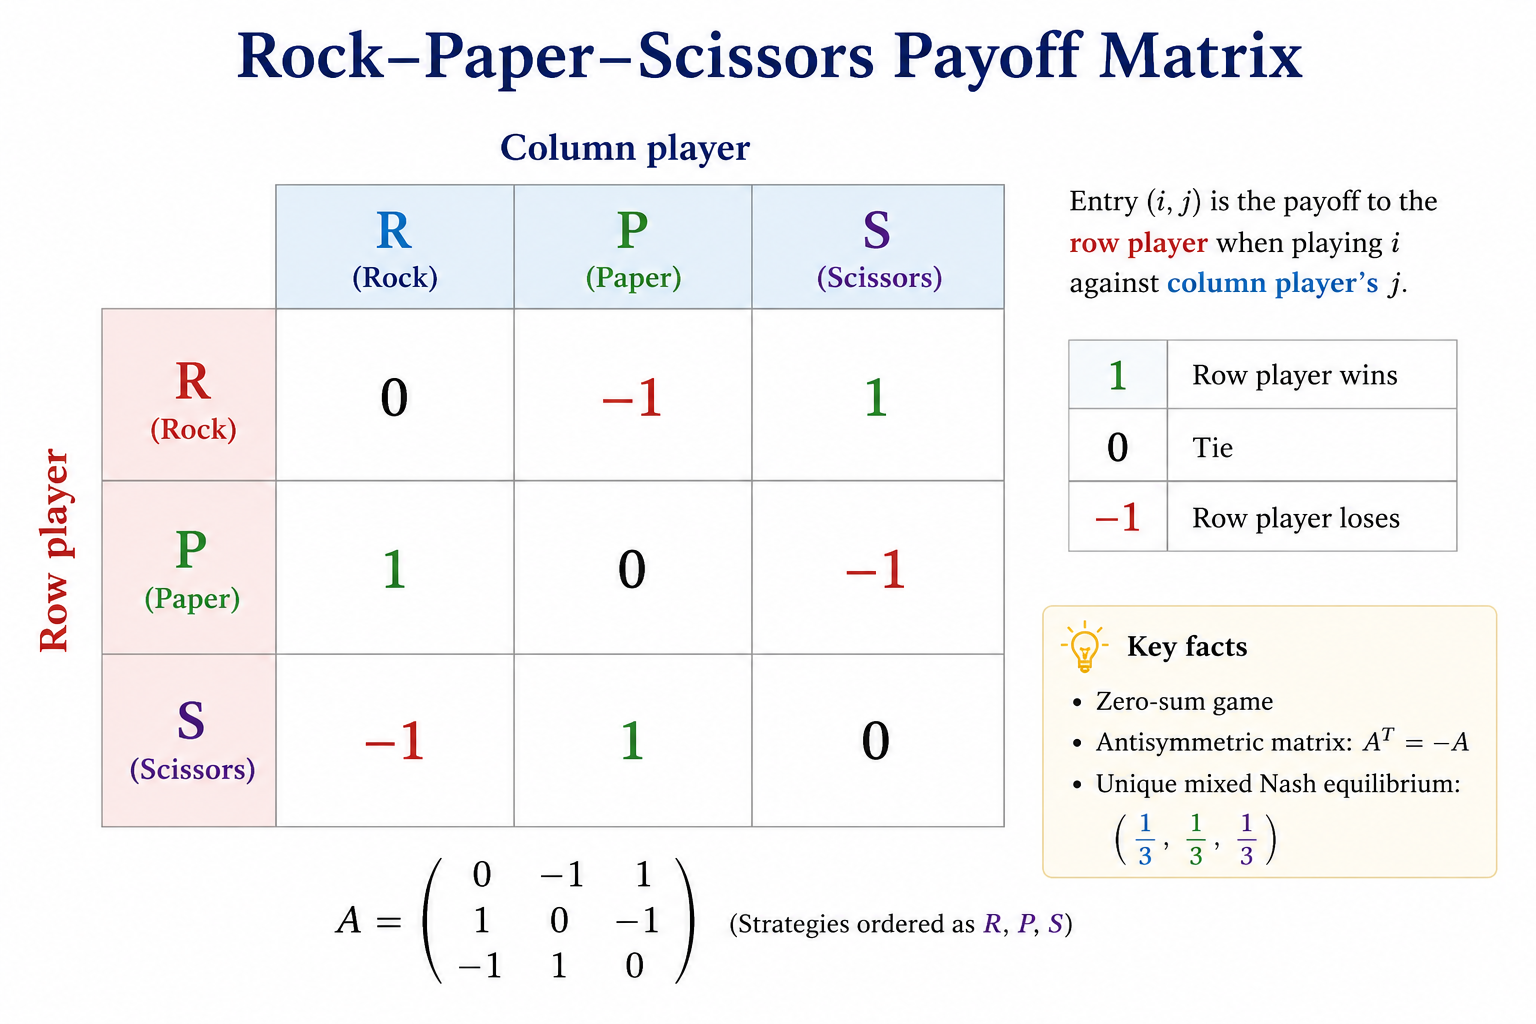 Rock–Paper–Scissors Payoff Matrix
Column player
R P S
(Rock) (Paper) (Scissors)
Row player
R
(Rock)
0 −1 1
P
(Paper)
1 0 −1
S
(Scissors)
−1 1 0
A = ( 0 −1 1
1 0 −1
−1 1 0 )
(Strategies ordered as R, P, S)
Entry (i, j) is the payoff to the
row player when playing i
against column player’s j.
1 Row player wins
0 Tie
−1 Row player loses
Key facts
• Zero-sum game
• Antisymmetric matrix: Aᵀ = −A
• Unique mixed Nash equilibrium:
(1/3, 1/3, 1/3)